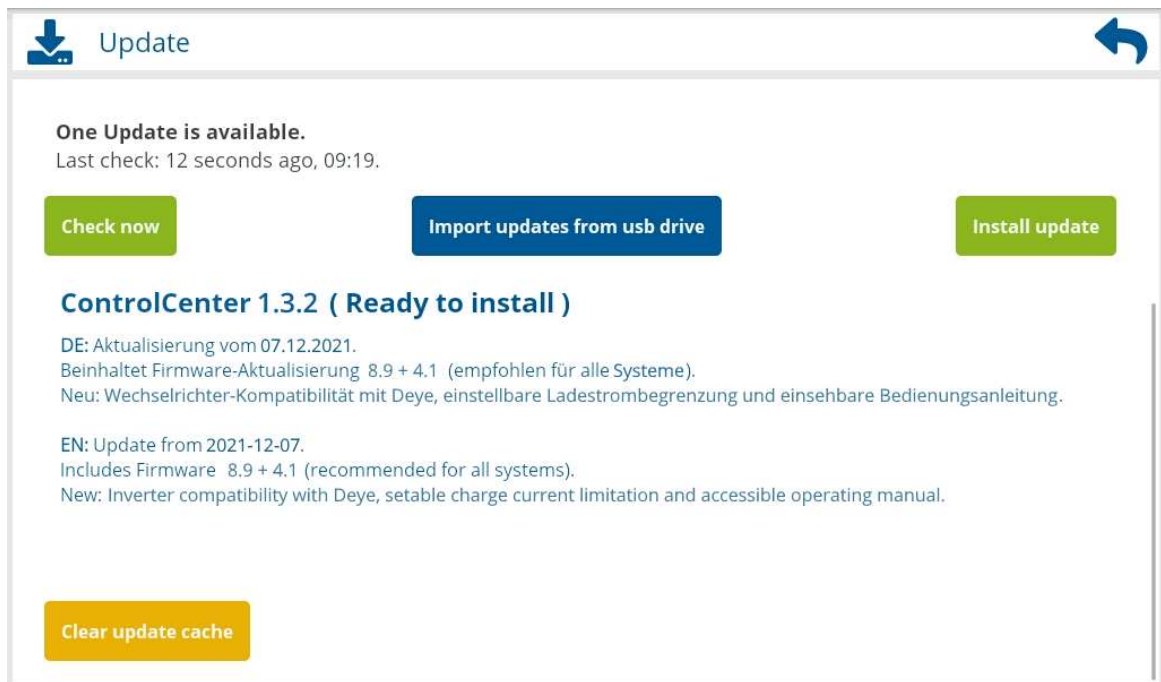 Update
One Update is available.
Last check: 12 seconds ago, 09:19.
Check now
Import updates from usb drive
Install update
ControlCenter 1.3.2 ( Ready to install )
DE: Aktualisierung vom 07.12.2021.
Beinhaltet Firmware-Aktualisierung 8.9 + 4.1 (empfohlen für alle Systeme).
Neu: Wechselrichter-Kompatibilität mit Deye, einstellbare Ladestrombegrenzung und einsehbare Bedienungsanleitung.
EN: Update from 2021-12-07.
Includes Firmware 8.9 + 4.1 (recommended for all systems).
New: Inverter compatibility with Deye, setable charge current limitation and accessible operating manual.
Clear update cache